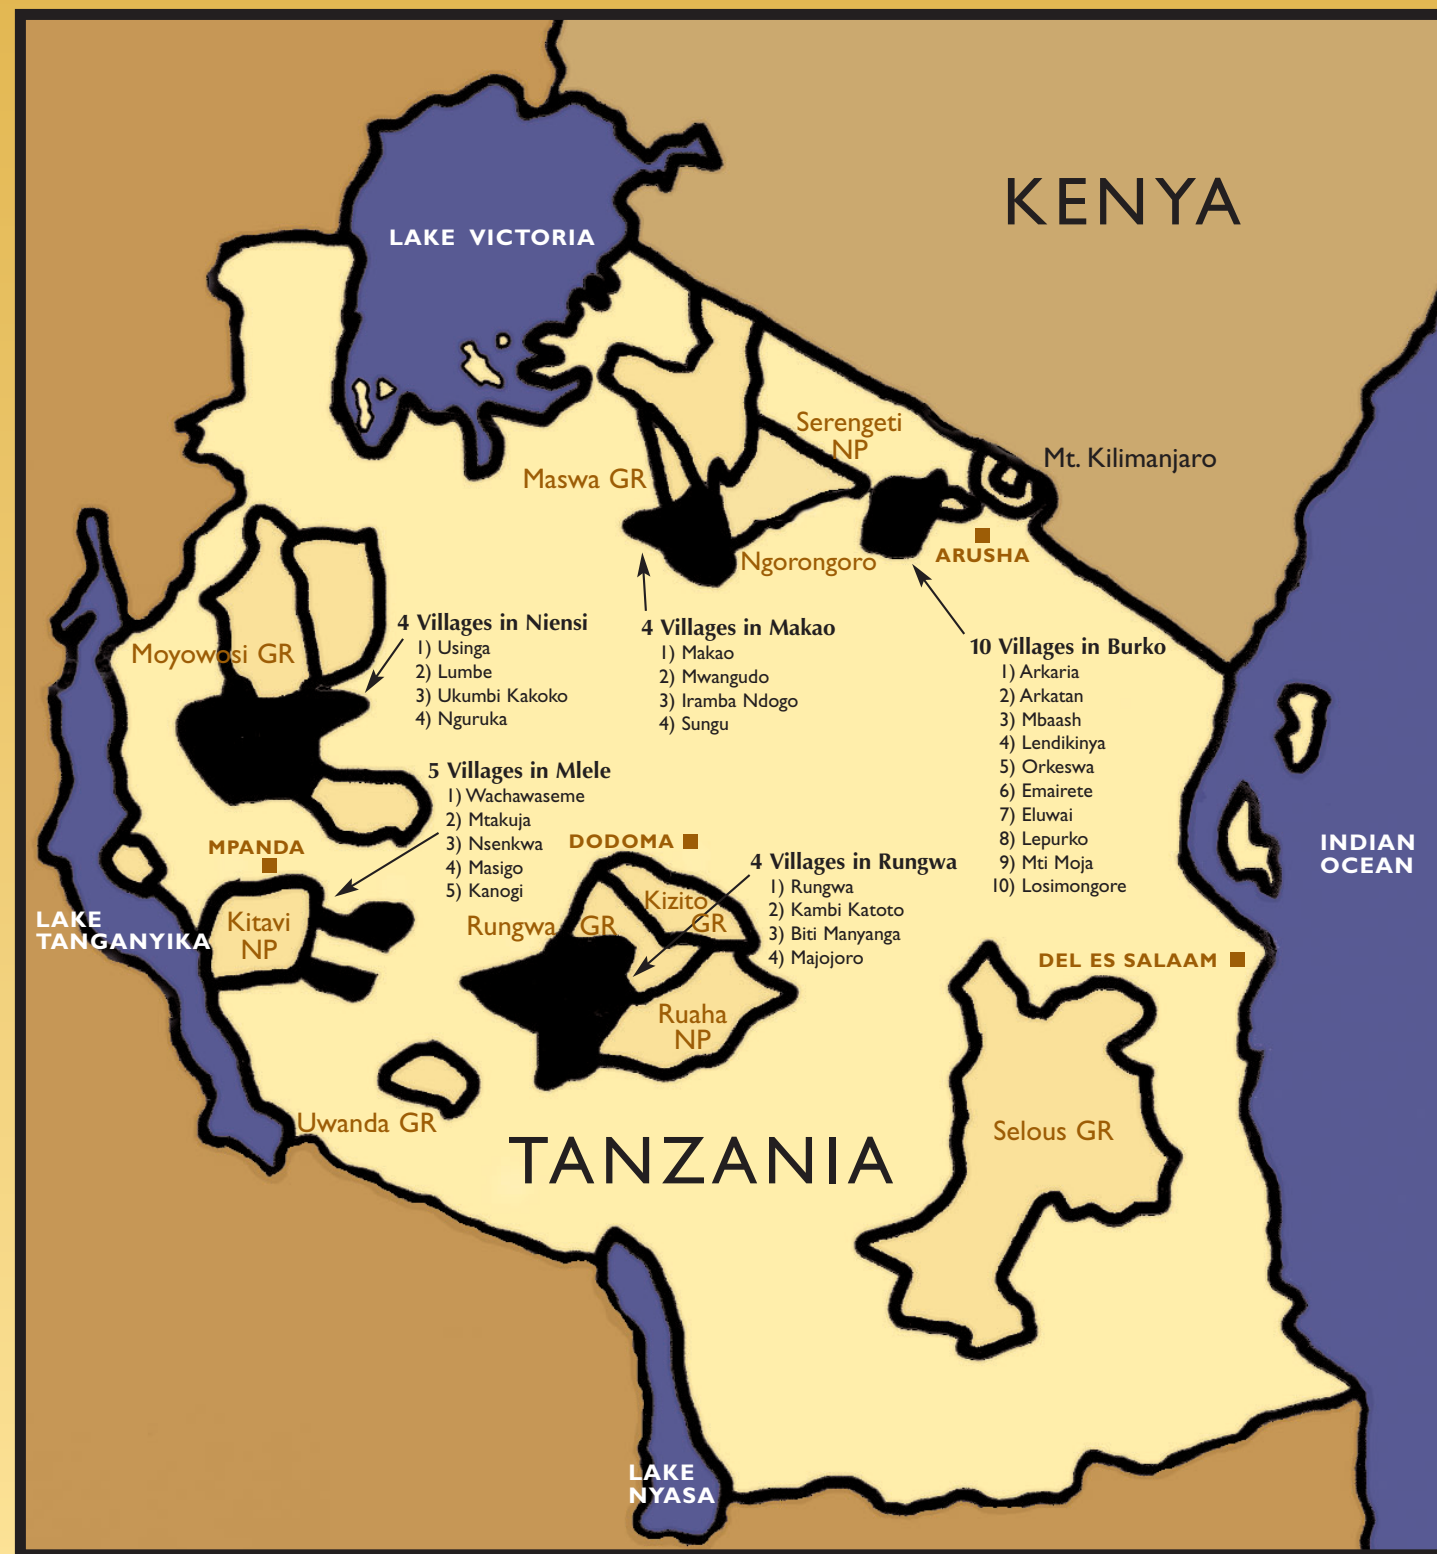 KENYA
LAKE VICTORIA
Serengeti
NP
Mt. Kilimanjaro
Maswa GR
ARUSHA
Ngorongoro
4 Villages in Niensi
1) Usinga
2) Lumbe
3) Ukumbi Kakoko
4) Nguruka
4 Villages in Makao
1) Makao
2) Mwangudo
3) Iramba Ndogo
4) Sungu
10 Villages in Burko
1) Arkaria
2) Arkatan
3) Mbaash
4) Lendikinya
5) Orkeswa
6) Emairete
7) Eluwai
8) Lepurko
9) Mti Moja
10) Losimongore
Moyowosi GR
5 Villages in Mlele
1) Wachawaseme
2) Mtakuja
3) Nsenkwa
4) Masigo
5) Kanogi
MPANDA
DODOMA
4 Villages in Rungwa
1) Rungwa
2) Kambi Katoto
3) Biti Manyanga
4) Majojoro
INDIAN
OCEAN
LAKE
TANGANYIKA
Kitavi
NP
Rungwa GR
Kizito
GR
DEL ES SALAAM
Ruaha
NP
Uwanda GR
Selous GR
TANZANIA
LAKE
NYASA